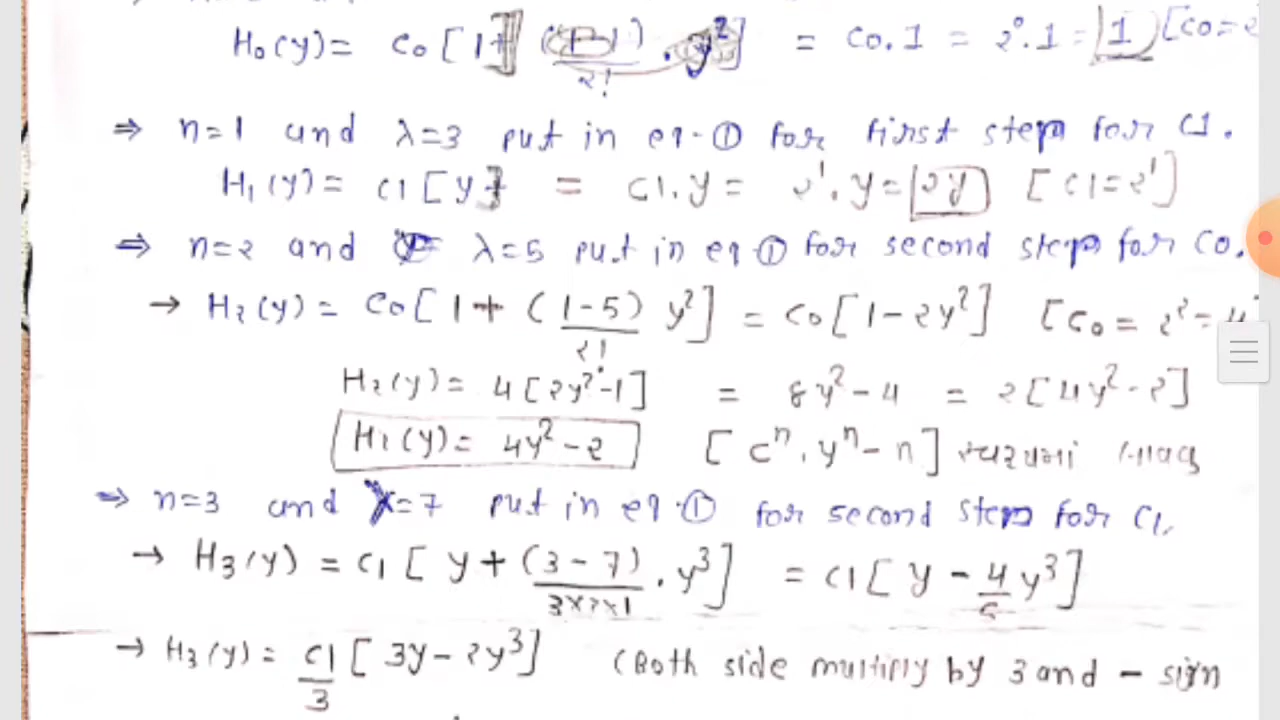 H₀(y) = C₀ [1+ (1-1)/2! . y²] = C₀.1 = 2⁰.1 = 1 [C₀=2
⇒ n=1 and λ=3 put in eq-① for first step for C1.
H₁(y) = C1 [y] = C1.y = 2¹.y = 2y [C1=2¹]
⇒ n=2 and λ=5 put in eq ① for second steps for C₀.
→ H₂(y) = C₀[1+ (1-5)/2! y²] = C₀[1-2y²] [C₀ = 2² = 4
H₂(y) = 4[2y²-1] = 8y²-4 = 2[4y²-2]
H₂(y) = 4y²-2 [cⁿ.yⁿ-n]
⇒ n=3 and λ=7 put in eq.① for second step for C1.
→ H₃(y) = C1 [y + (3-7)/3×2×1 . y³] = C1[y - 4/6 y³]
→ H₃(y) = C1/3 [3y-2y³] (Both side multiply by 3 and - sign